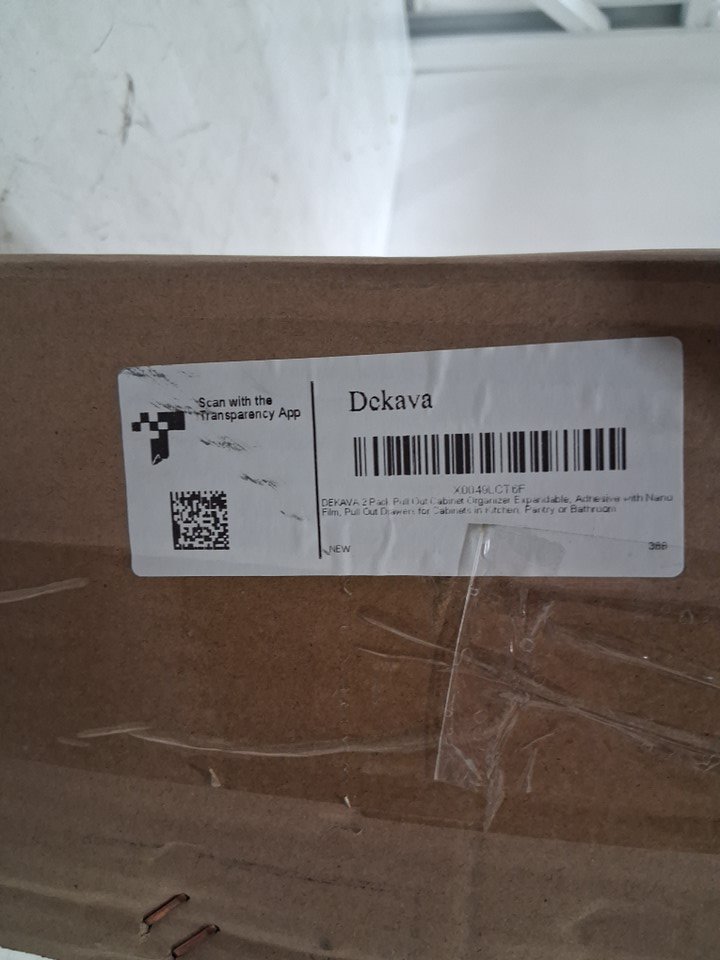 Scan with the
Transparency App
Dekava
X0049LCT6F
DEKAVA 2 Pack Pull Out Cabinet Organizer Expandable, Adhesive with Nano
Film, Pull Out Drawers for Cabinets in Kitchen, Pantry or Bathroom
NEW